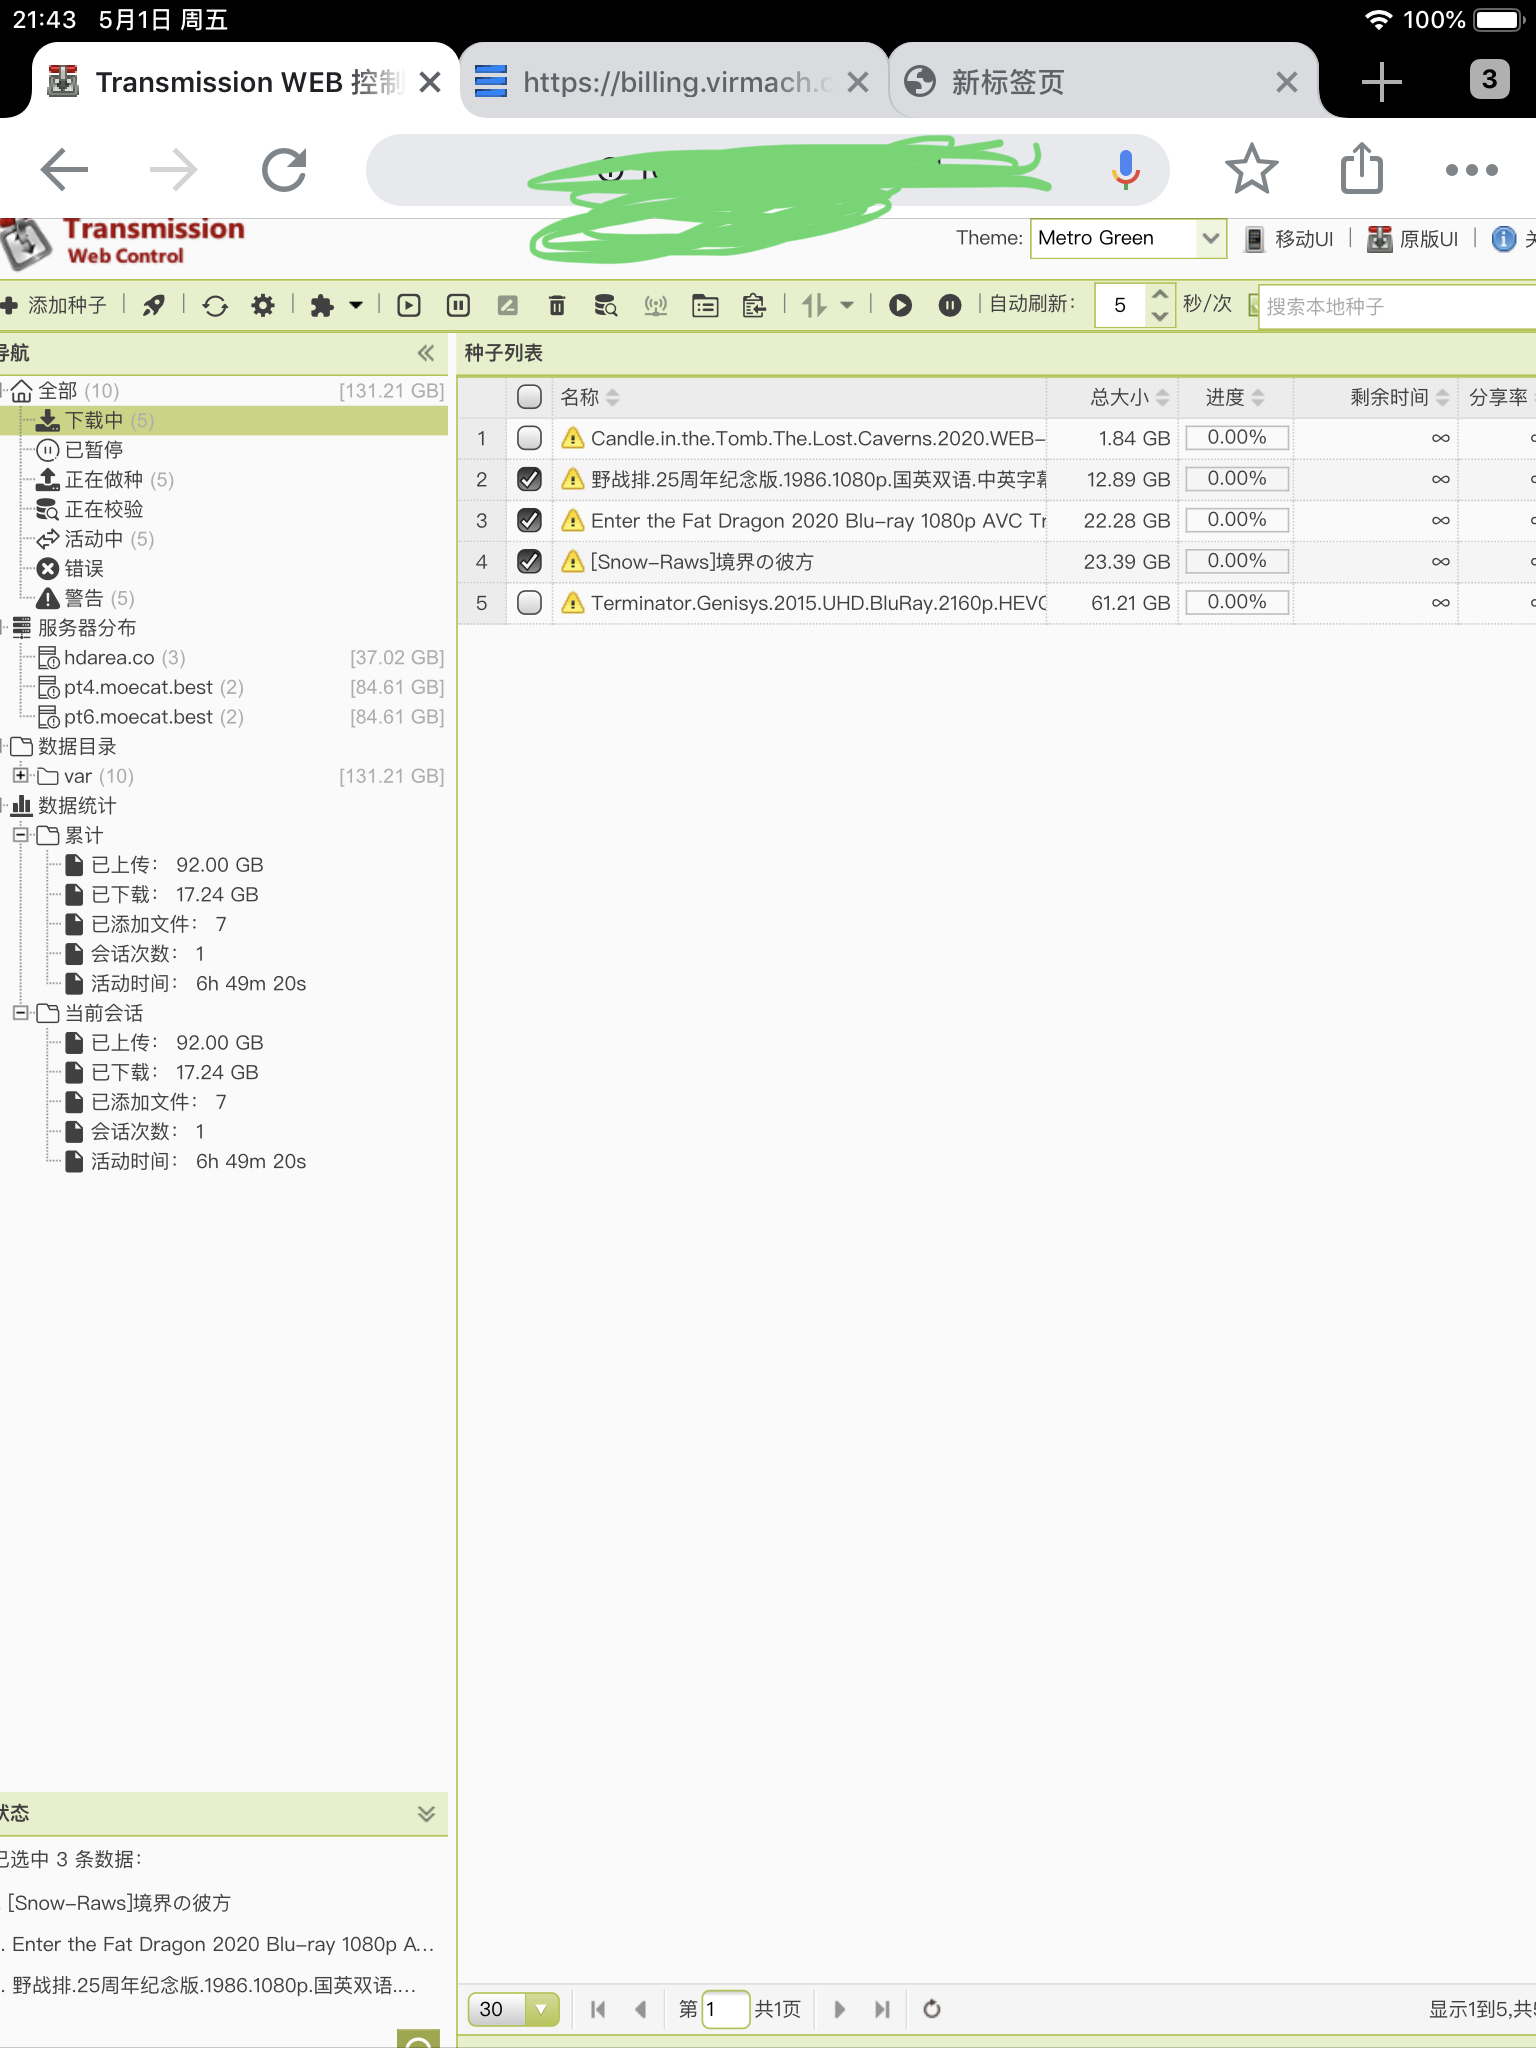 21:43 5月1日 周五 100%
Transmission WEB 控制 https://billing.virmach.c 新标签页 3
Transmission
Web Control
Theme: Metro Green 移动UI 原版UI
添加种子 自动刷新: 5 秒/次 搜索本地种子
导航
全部 (10) [131.21 GB]
下载中 (5)
已暂停
正在做种 (5)
正在校验
活动中 (5)
错误
警告 (5)
服务器分布
hdarea.co (3) [37.02 GB]
pt4.moecat.best (2) [84.61 GB]
pt6.moecat.best (2) [84.61 GB]
数据目录
var (10) [131.21 GB]
数据统计
累计
已上传: 92.00 GB
已下载: 17.24 GB
已添加文件: 7
会话次数: 1
活动时间: 6h 49m 20s
当前会话
已上传: 92.00 GB
已下载: 17.24 GB
已添加文件: 7
会话次数: 1
活动时间: 6h 49m 20s
状态
已选中 3 条数据:
[Snow-Raws]境界の彼方
. Enter the Fat Dragon 2020 Blu-ray 1080p A...
. 野战排.25周年纪念版.1986.1080p.国英双语....
种子列表
名称 总大小 进度 剩余时间 分享率
1 Candle.in.the.Tomb.The.Lost.Caverns.2020.WEB- 1.84 GB 0.00% ∞
2 野战排.25周年纪念版.1986.1080p.国英双语.中英字幕 12.89 GB 0.00% ∞
3 Enter the Fat Dragon 2020 Blu-ray 1080p AVC Tr 22.28 GB 0.00% ∞
4 [Snow-Raws]境界の彼方 23.39 GB 0.00% ∞
5 Terminator.Genisys.2015.UHD.BluRay.2160p.HEVC 61.21 GB 0.00% ∞
30 第 1 共1页 显示1到5,共5